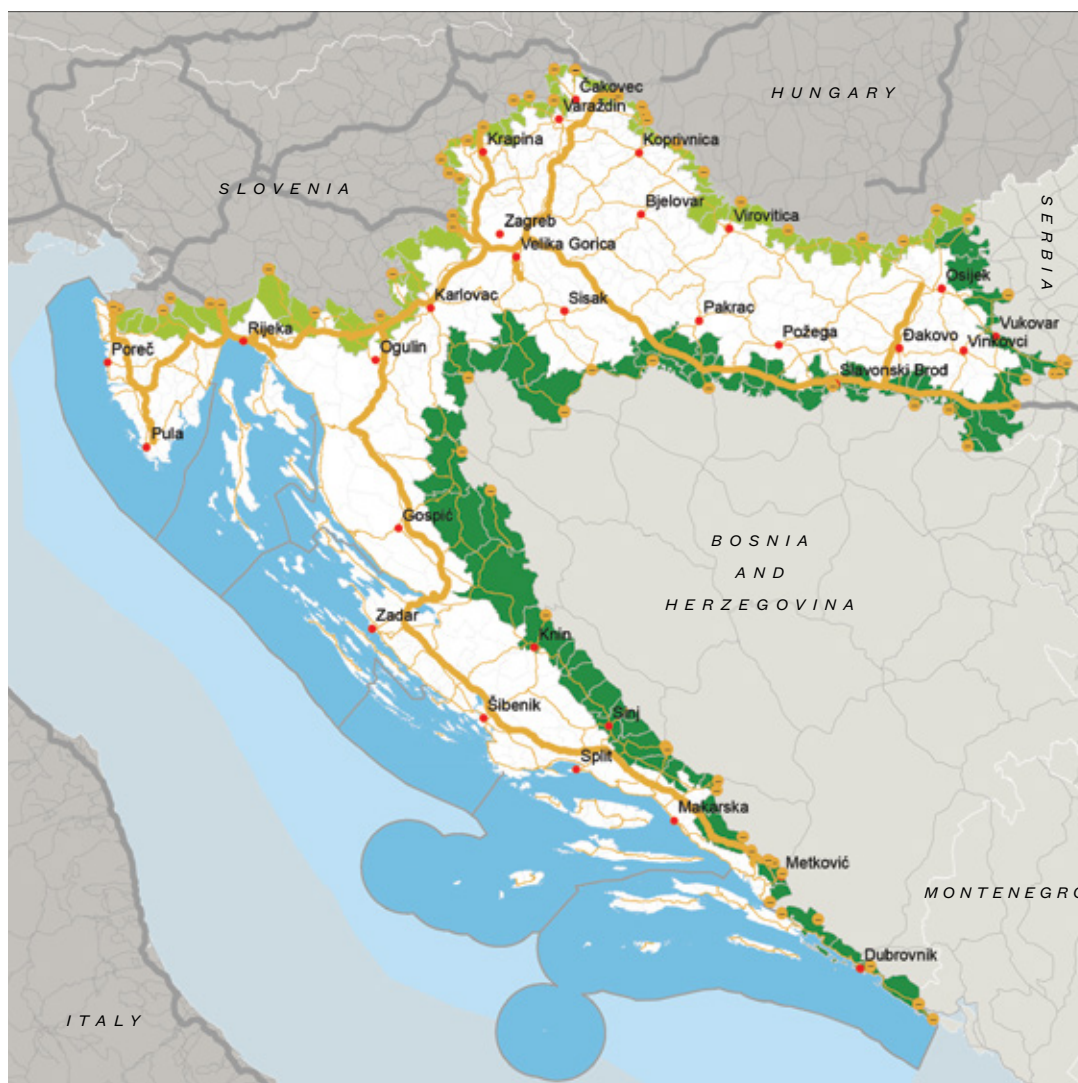 HUNGARY
Čakovec
Varaždin
Krapina
Koprivnica
SLOVENIA
SERBIA
Bjelovar
Zagreb
Virovitica
Velika Gorica
Osijek
Karlovac
Sisak
Pakrac
Rijeka
Vukovar
Požega
Đakovo
Vinkovci
Poreč
Ogulin
Slavonski Brod
Pula
Gospić
BOSNIA
AND
HERZEGOVINA
Zadar
Knin
Šibenik
Sinj
Split
Makarska
Metković
MONTENEGRO
Dubrovnik
ITALY